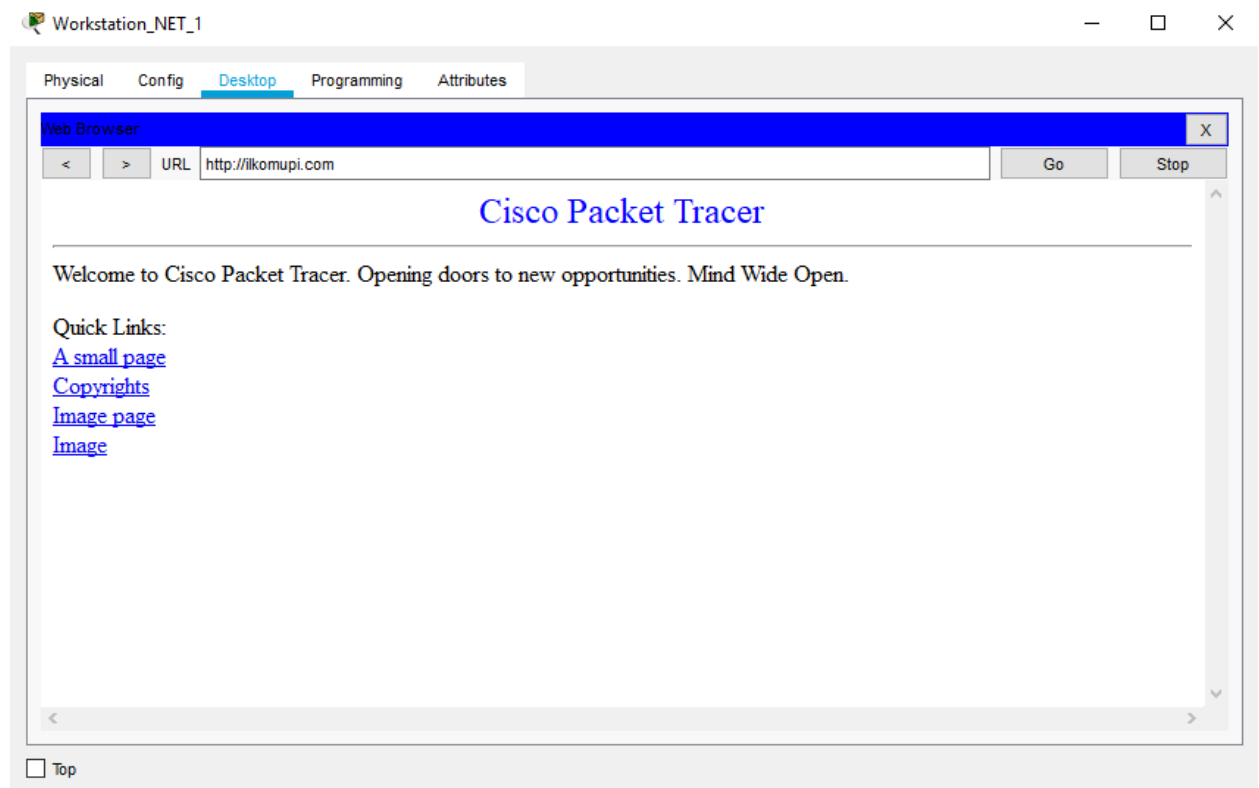 Workstation_NET_1
Physical Config Desktop Programming Attributes
Web Browser X
< > URL http://ilkomupi.com Go Stop
Cisco Packet Tracer
Welcome to Cisco Packet Tracer. Opening doors to new opportunities. Mind Wide Open.
Quick Links:
A small page
Copyrights
Image page
Image
Top